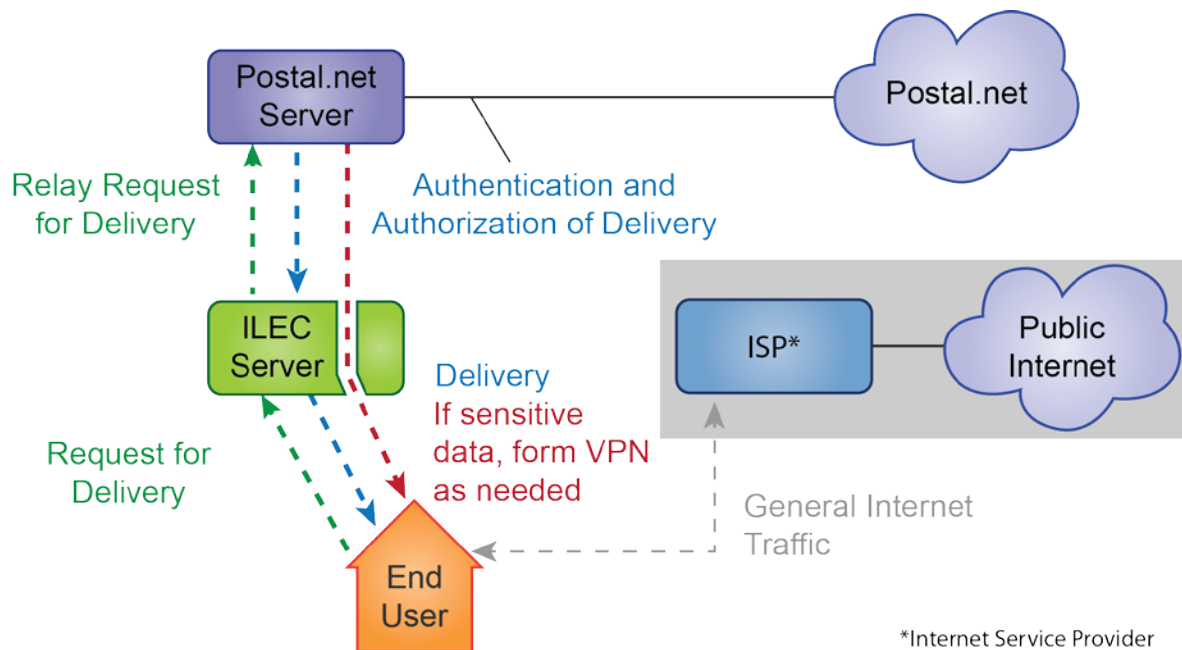 Postal.net
Server
Postal.net
Relay Request
for Delivery
Authentication and
Authorization of Delivery
ILEC
Server
ISP*
Public
Internet
Delivery
If sensitive
data, form VPN
as needed
Request for
Delivery
General Internet
Traffic
End
User
*Internet Service Provider